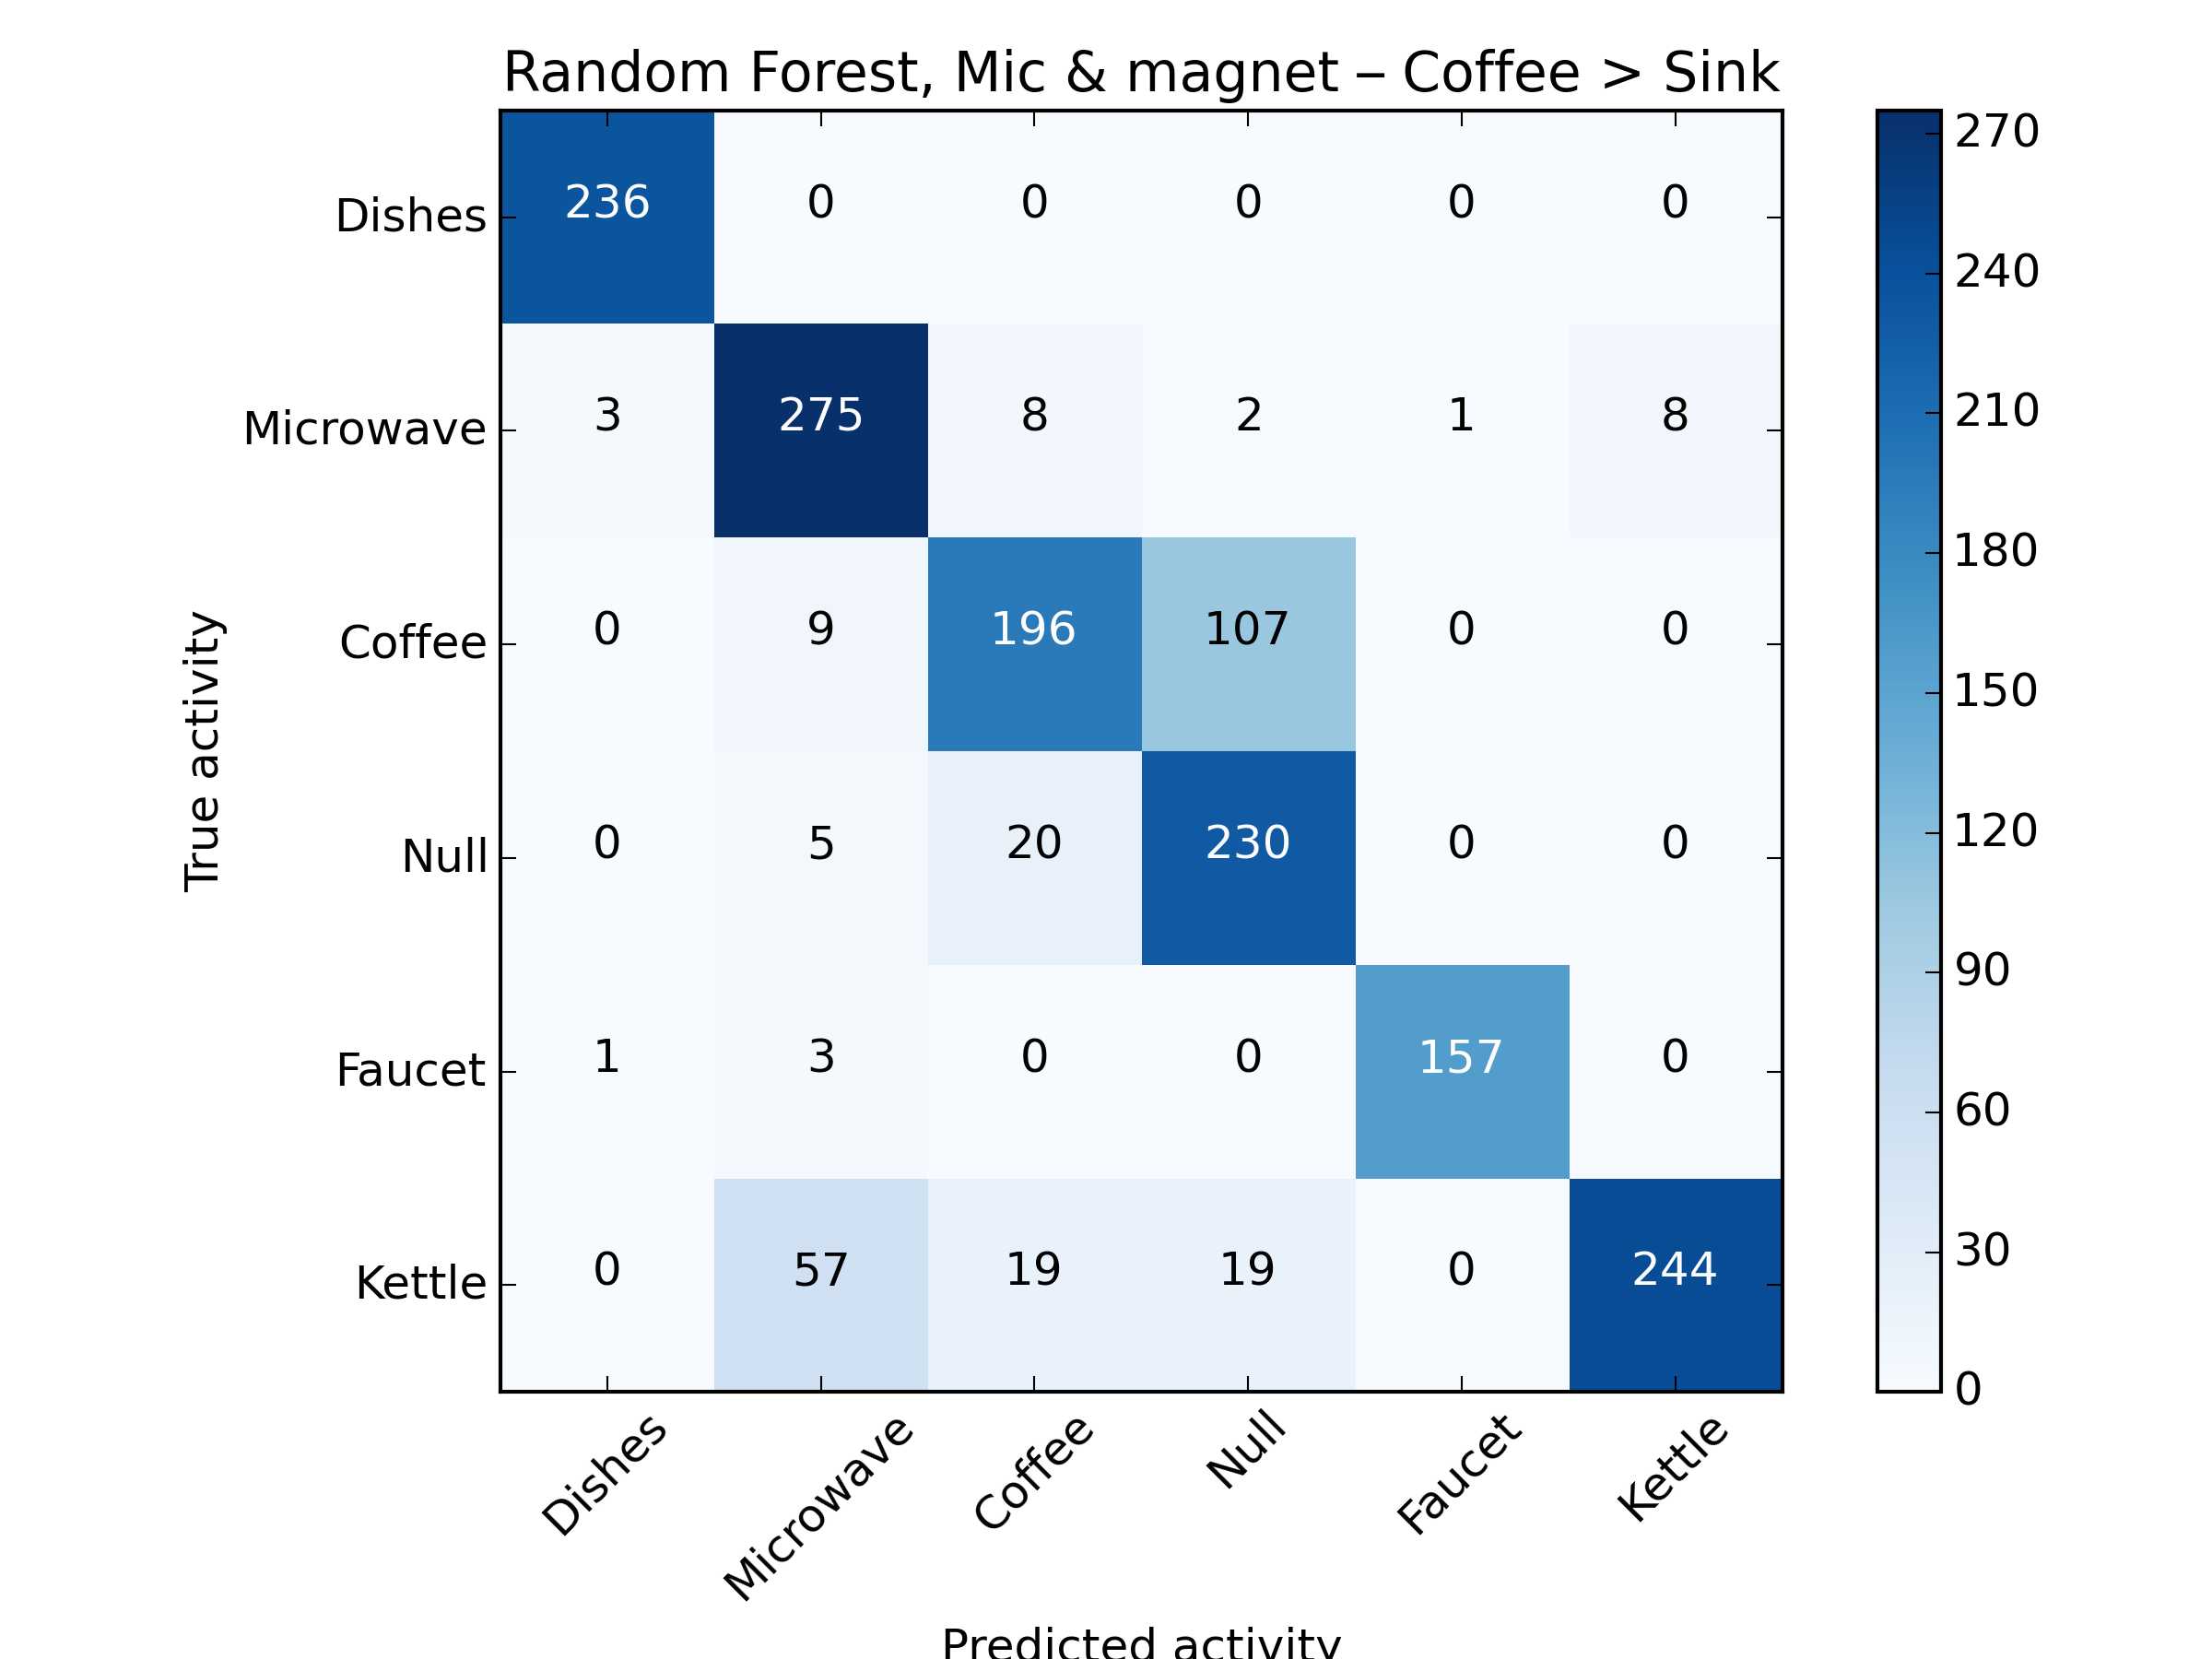 Random Forest, Mic & magnet – Coffee > Sink
Dishes 236 0 0 0 0 0
Microwave 3 275 8 2 1 8
Coffee 0 9 196 107 0 0
Null 0 5 20 230 0 0
Faucet 1 3 0 0 157 0
Kettle 0 57 19 19 0 244
True activity
Dishes Microwave Coffee Null Faucet Kettle
Predicted activity
270
240
210
180
150
120
90
60
30
0